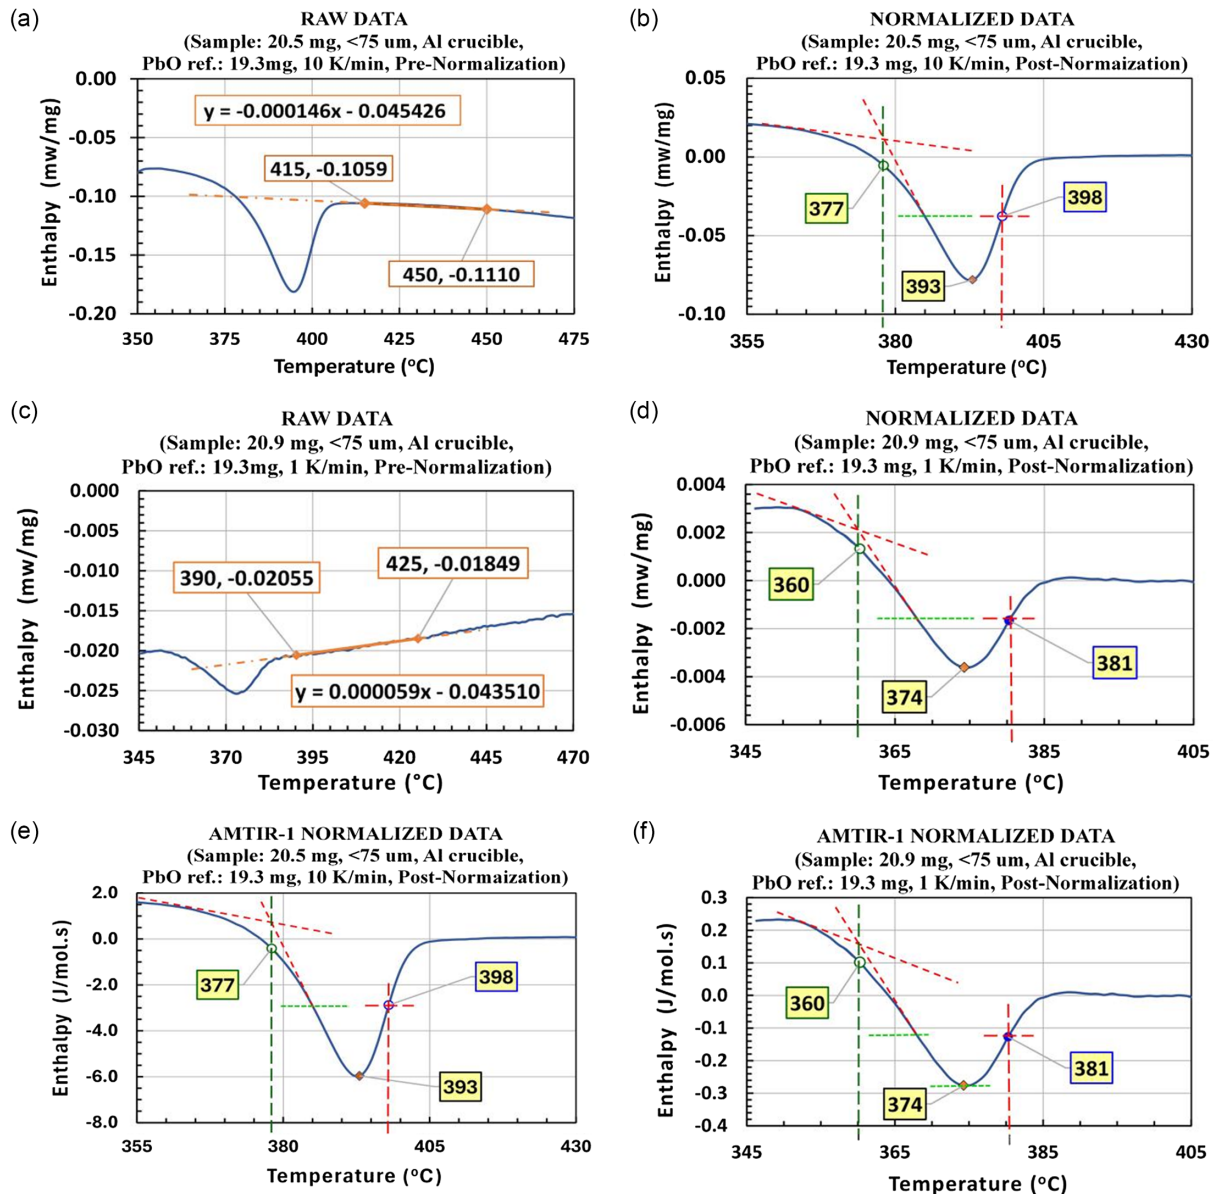 (a)
RAW DATA
(Sample: 20.5 mg, <75 um, Al crucible,
PbO ref.: 19.3mg, 10 K/min, Pre-Normalization)
Enthalpy (mw/mg)
0.00
-0.05
-0.10
-0.15
-0.20
y = -0.000146x - 0.045426
415, -0.1059
450, -0.1110
350 375 400 425 450 475
Temperature (°C)
(b)
NORMALIZED DATA
(Sample: 20.5 mg, <75 um, Al crucible,
PbO ref.: 19.3 mg, 10 K/min, Post-Normaization)
Enthalpy (mw/mg)
0.05
0.00
-0.05
-0.10
377
398
393
355 380 405 430
Temperature (°C)
(c)
RAW DATA
(Sample: 20.9 mg, <75 um, Al crucible,
PbO ref.: 19.3mg, 1 K/min, Pre-Normalization)
Enthalpy (mw/mg)
0.000
-0.005
-0.010
-0.015
-0.020
-0.025
-0.030
390, -0.02055
425, -0.01849
y = 0.000059x - 0.043510
345 370 395 420 445 470
Temperature (°C)
(d)
NORMALIZED DATA
(Sample: 20.9 mg, <75 um, Al crucible,
PbO ref.: 19.3 mg, 1 K/min, Post-Normalization)
Enthalpy (mw/mg)
0.004
0.002
0.000
-0.002
-0.004
-0.006
360
381
374
345 365 385 405
Temperature (°C)
(e)
AMTIR-1 NORMALIZED DATA
(Sample: 20.5 mg, <75 um, Al crucible,
PbO ref.: 19.3 mg, 10 K/min, Post-Normaization)
Enthalpy (J/mol.s)
2.0
0.0
-2.0
-4.0
-6.0
-8.0
377
398
393
355 380 405 430
Temperature (°C)
(f)
AMTIR-1 NORMALIZED DATA
(Sample: 20.9 mg, <75 um, Al crucible,
PbO ref.: 19.3 mg, 1 K/min, Post-Normalization)
Enthalpy (J/mol.s)
0.3
0.2
0.1
0.0
-0.1
-0.2
-0.3
-0.4
360
381
374
345 365 385 405
Temperature (°C)